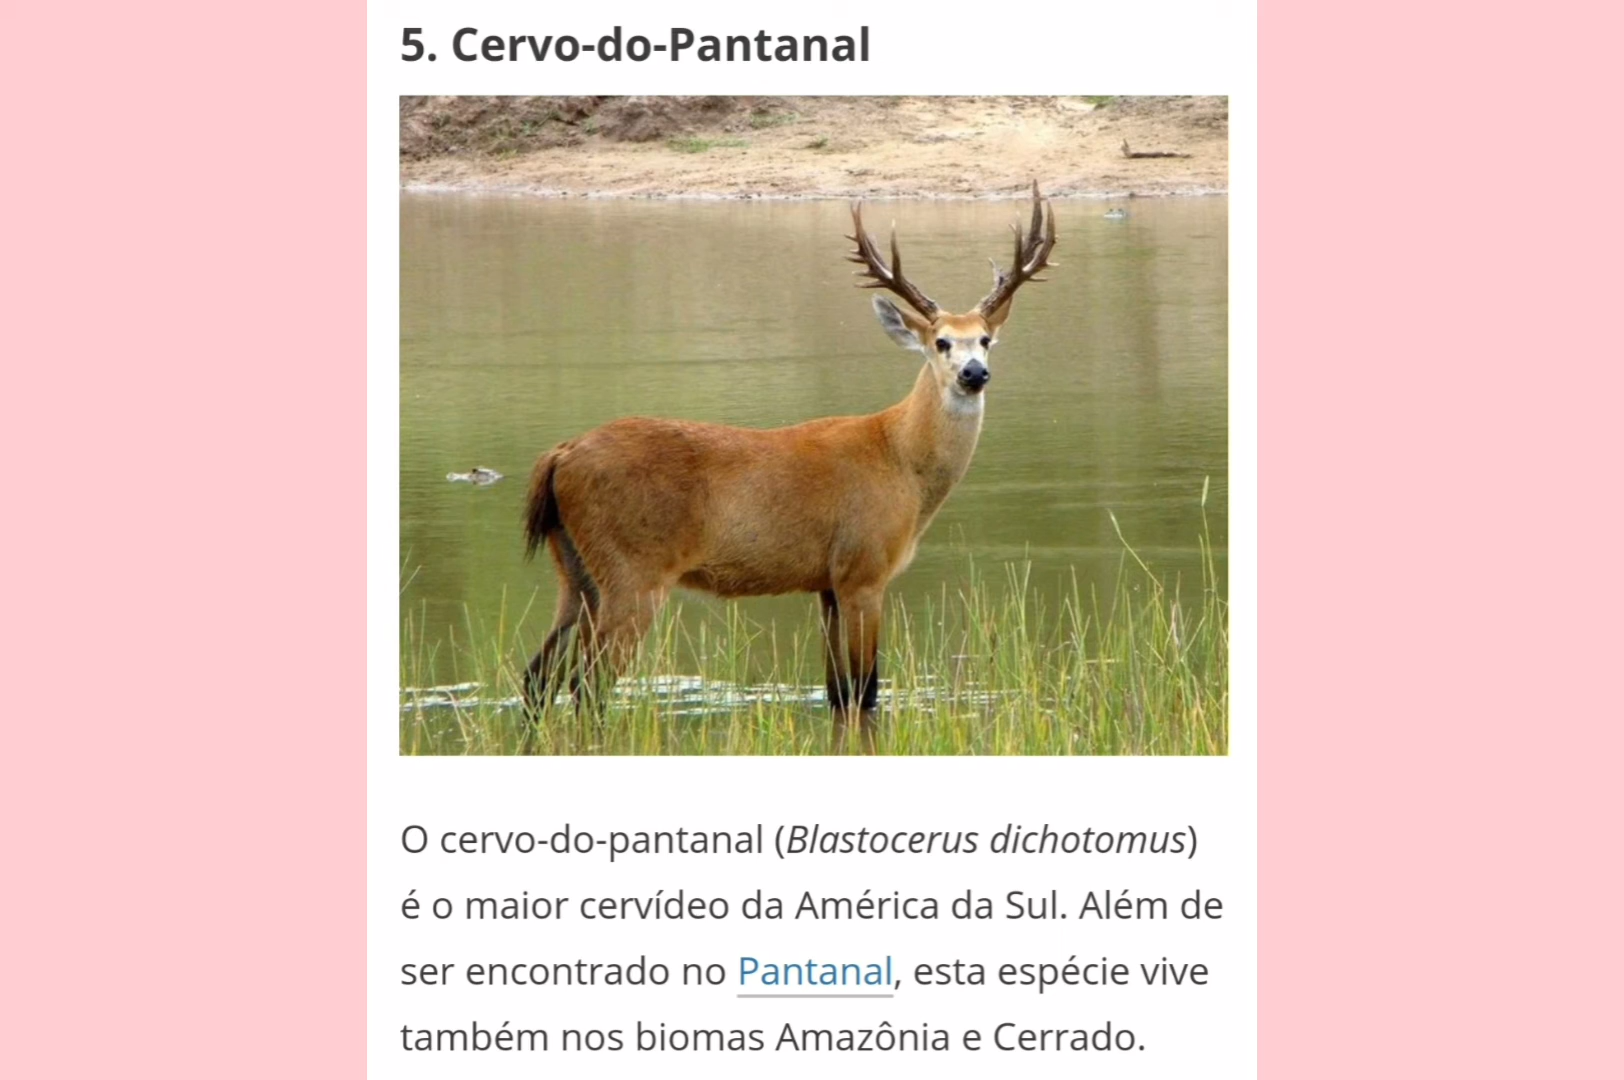 5. Cervo-do-Pantanal
O cervo-do-pantanal (Blastocerus dichotomus)
é o maior cervídeo da América da Sul. Além de
ser encontrado no Pantanal, esta espécie vive
também nos biomas Amazônia e Cerrado.